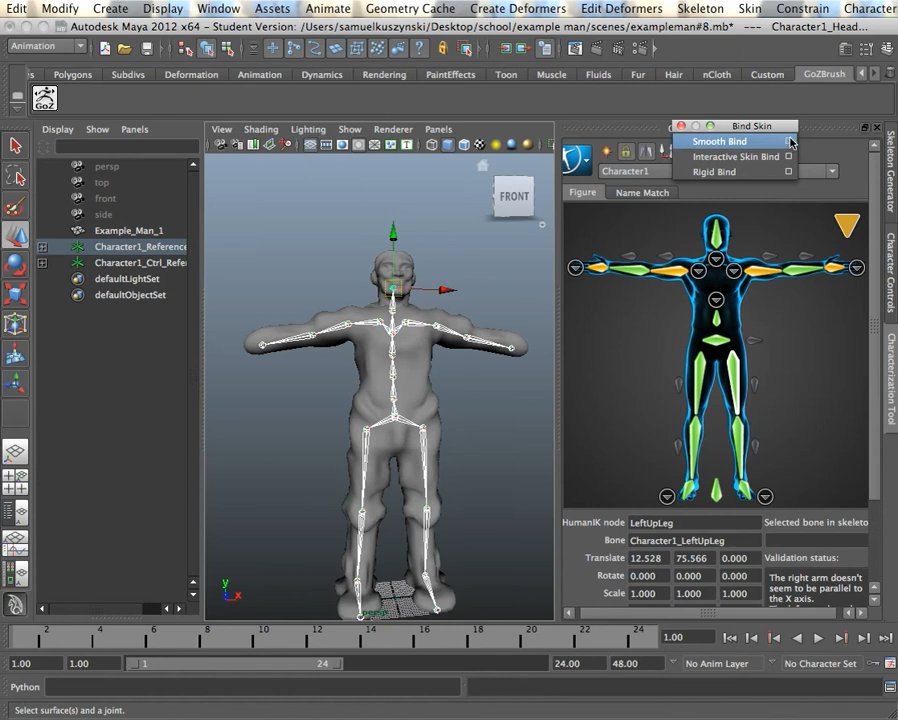 Edit Modify Create Display Window Assets Animate Geometry Cache Create Deformers Edit Deformers Skeleton Skin Constrain Character
Autodesk Maya 2012 x64 - School Version: /Users/samuelkuszynski/Desktop/school/example man/scenes/exampleman#8.mb* --- Character1_Head...
Animation
Polygons Subdivs Deformation Animation Dynamics Rendering PaintEffects Toon Muscle Fluids Fur Hair nCloth Custom GoZBrush
GoZ
Display Show Panels
View Shading Lighting Show Renderer Panels
Bind Skin
Smooth Bind
Interactive Skin Bind
Rigid Bind
Character1
Figure Name Match
persp
top
front
side
Example_Man_1
Character1_Reference
Character1_Ctrl_Refer
defaultLightSet
defaultObjectSet
FRONT
Skeleton Generator
Character Controls
Characterization Tool
y
x
persp
HumanIK node LeftUpLeg Selected bone in skeleto
Bone Character1_LeftUpLeg
Translate 12.528 75.566 0.000 Validation status:
Rotate 0.000 0.000 0.000
Scale 1.000 1.000 1.000
The right arm doesn't
seem to be parallel to
the X axis.
2 4 6 8 10 12 14 16 18 20 22 24 1.00
1.00 1.00 1 24 24.00 48.00 No Anim Layer No Character Set
Python
Select surface(s) and a joint.